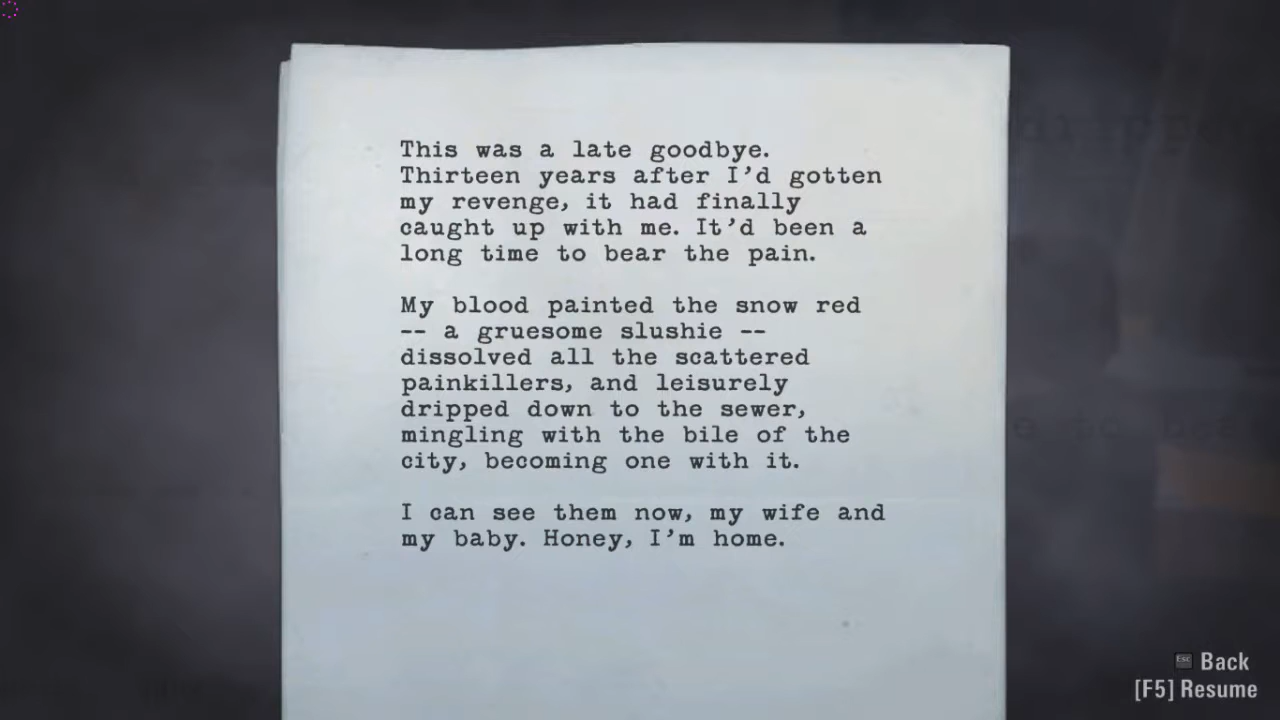 This was a late goodbye.
Thirteen years after I'd gotten
my revenge, it had finally
caught up with me. It'd been a
long time to bear the pain.
My blood painted the snow red
-- a gruesome slushie --
dissolved all the scattered
painkillers, and leisurely
dripped down to the sewer,
mingling with the bile of the
city, becoming one with it.
I can see them now, my wife and
my baby. Honey, I'm home.
Esc Back
[F5] Resume